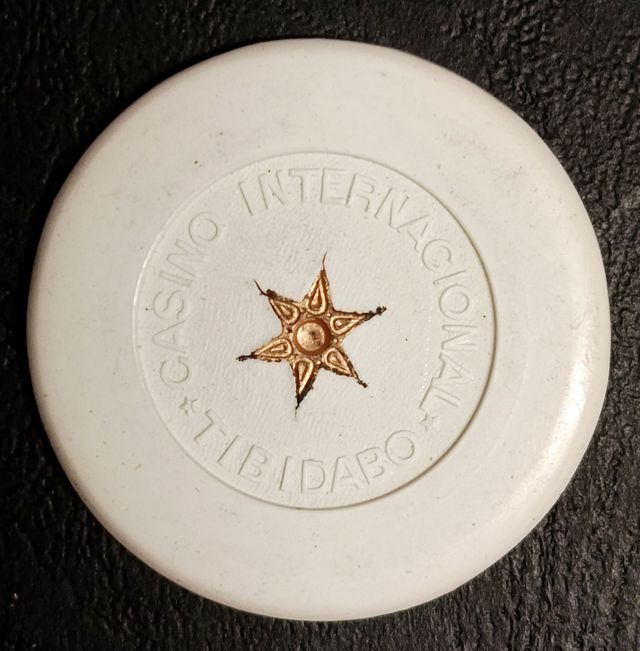 CASINO INTERNACIONAL
★ TIBIDABO ★